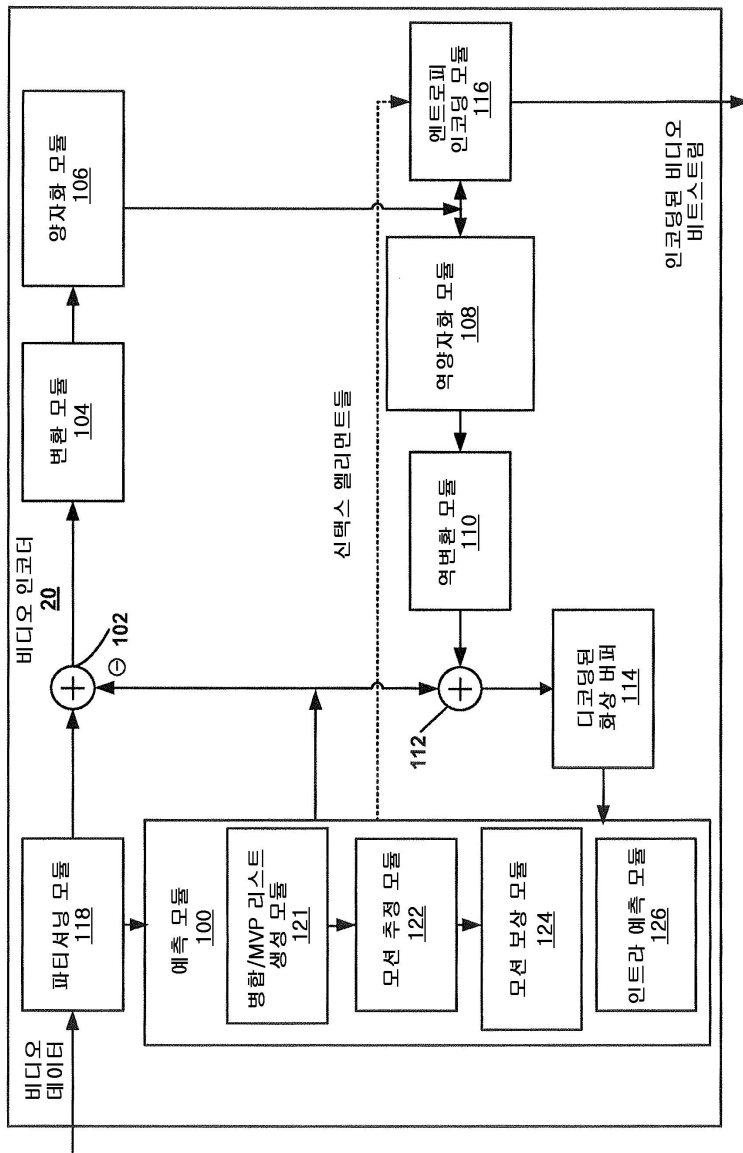 비디오
데이터
파티셔닝 모듈
118
비디오 인코더
20
102
변환 모듈
104
양자화 모듈
106
예측 모듈
100
병합/MVP 리스트
생성 모듈
121
모션 추정 모듈
122
모션 보상 모듈
124
인트라 예측 모듈
126
신택스 엘리먼트들
112
디코딩된
화상 버퍼
114
역변환 모듈
110
역양자화 모듈
108
엔트로피
인코딩 모듈
116
인코딩된 비디오
비트스트림